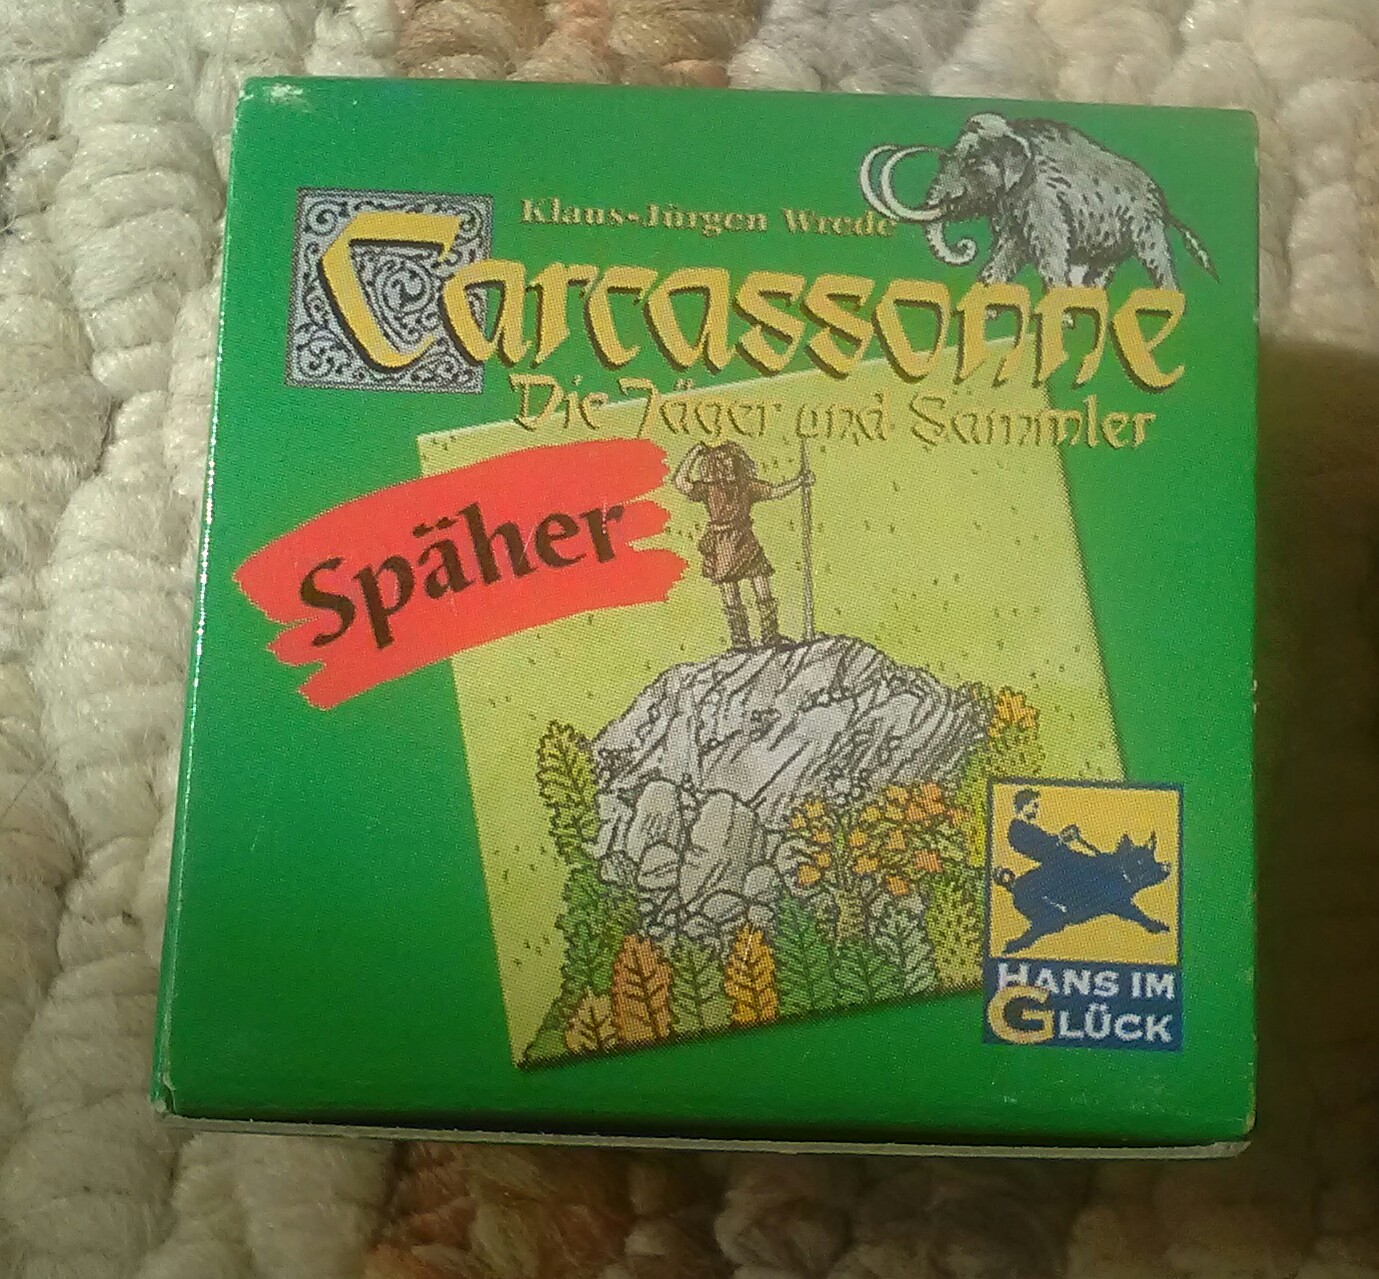 Klaus-Jürgen Wrede
Carcassonne
Die Jäger und Sammler
Späher
HANS IM
GLÜCK